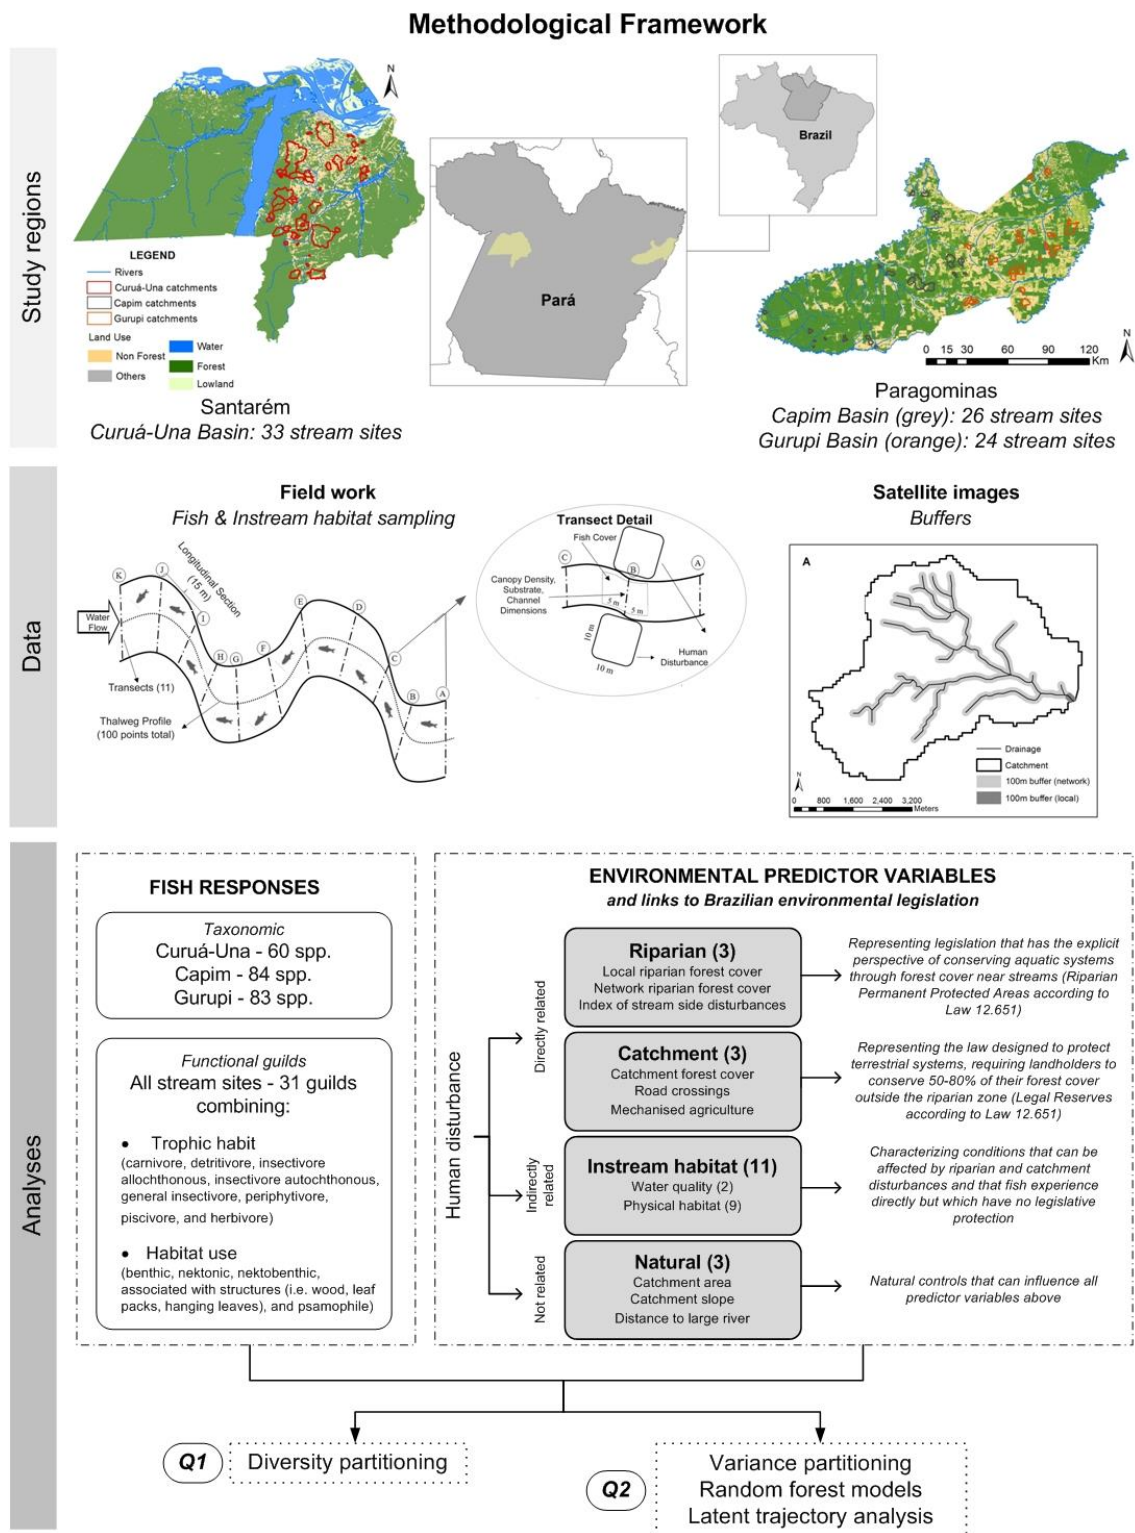 Methodological Framework
Study regions
N
LEGEND
Rivers
Curuá-Una catchments
Capim catchments
Gurupi catchments
Land Use
Non Forest
Others
Water
Forest
Lowland
Santarém
Curuá-Una Basin: 33 stream sites
Pará
Brazil
N
0 15 30 60 90 120
Km
Paragominas
Capim Basin (grey): 26 stream sites
Gurupi Basin (orange): 24 stream sites
Data
Field work
Fish & Instream habitat sampling
Water
Flow
K
J
Longitudinal Section
(15 m)
I
H
G
F
E
D
C
B
A
Transects (11)
Thalweg Profile
(100 points total)
Transect Detail
Fish Cover
C
B
A
Canopy Density,
Substrate,
Channel
Dimensions
5 m
5 m
10 m
10 m
Human
Disturbance
Satellite images
Buffers
A
Drainage
Catchment
100m buffer (network)
100m buffer (local)
N
0 800 1,600 2,400 3,200
Meters
Analyses
FISH RESPONSES
Taxonomic
Curuá-Una - 60 spp.
Capim - 84 spp.
Gurupi - 83 spp.
Functional guilds
All stream sites - 31 guilds
combining:
• Trophic habit
(carnivore, detritivore, insectivore
allochthonous, insectivore autochthonous,
general insectivore, periphytivore,
piscivore, and herbivore)
• Habitat use
(benthic, nektonic, nektobenthic,
associated with structures (i.e. wood, leaf
packs, hanging leaves), and psamophile)
ENVIRONMENTAL PREDICTOR VARIABLES
and links to Brazilian environmental legislation
Human disturbance
Directly related
Indirectly
related
Not related
Riparian (3)
Local riparian forest cover
Network riparian forest cover
Index of stream side disturbances
Representing legislation that has the explicit
perspective of conserving aquatic systems
through forest cover near streams (Riparian
Permanent Protected Areas according to
Law 12.651)
Catchment (3)
Catchment forest cover
Road crossings
Mechanised agriculture
Representing the law designed to protect
terrestrial systems, requiring landholders to
conserve 50-80% of their forest cover
outside the riparian zone (Legal Reserves
according to Law 12.651)
Instream habitat (11)
Water quality (2)
Physical habitat (9)
Characterizing conditions that can be
affected by riparian and catchment
disturbances and that fish experience
directly but which have no legislative
protection
Natural (3)
Catchment area
Catchment slope
Distance to large river
Natural controls that can influence all
predictor variables above
Q1
Diversity partitioning
Q2
Variance partitioning
Random forest models
Latent trajectory analysis